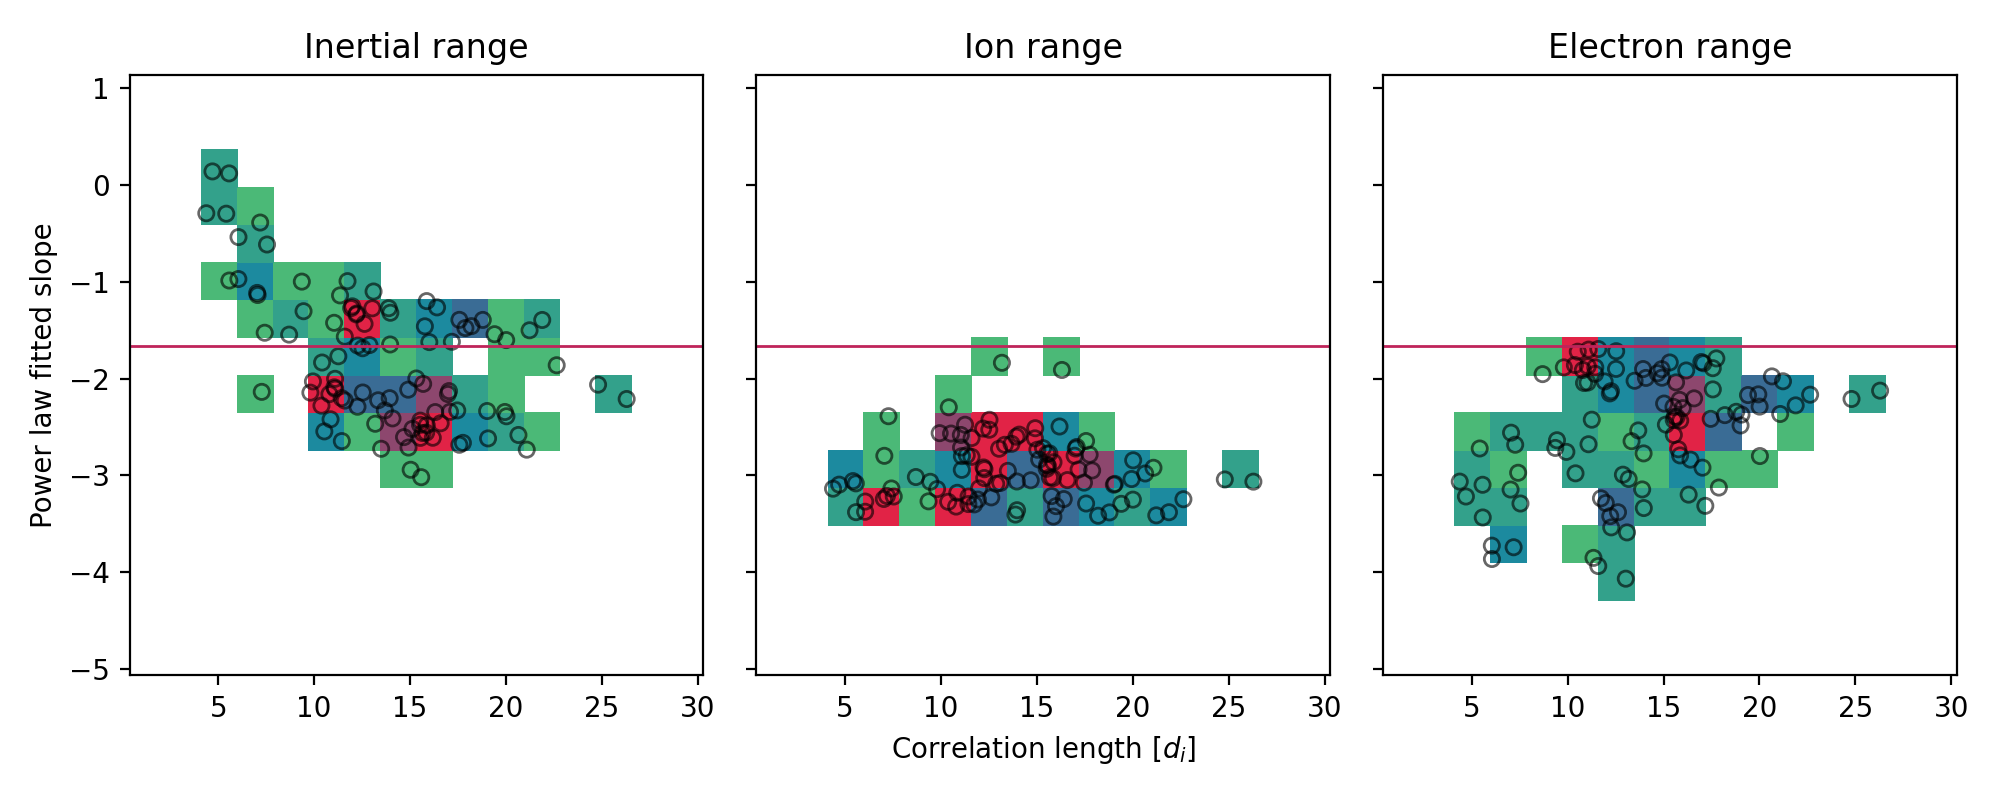 Inertial range Ion range Electron range
Power law fitted slope
1
0
−1
−2
−3
−4
−5
5 10 15 20 25 30 5 10 15 20 25 30 5 10 15 20 25 30
Correlation length [d_i]